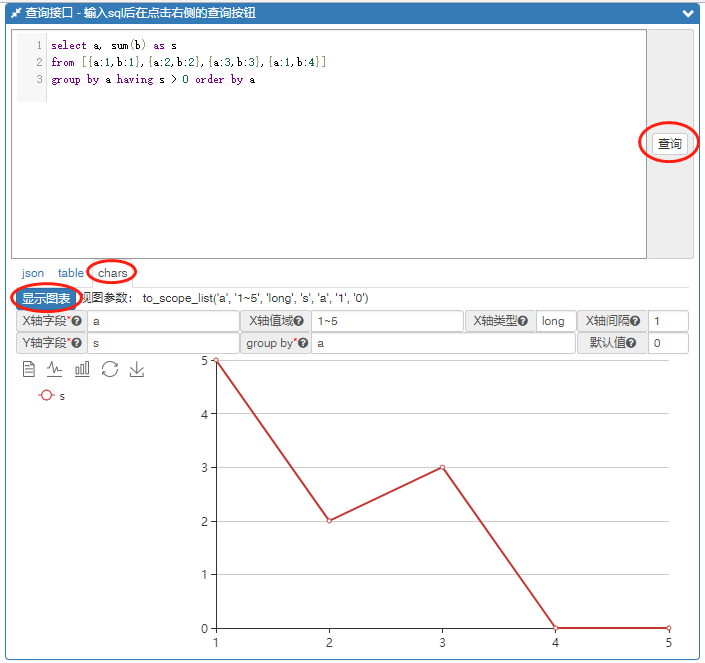 查询接口 - 输入sql后在点击右侧的查询按钮
1 select a, sum(b) as s
2 from [{a:1,b:1},{a:2,b:2},{a:3,b:3},{a:1,b:4}]
3 group by a having s > 0 order by a
查询
json table chars
显示图表 视图参数: to_scope_list('a', '1~5', 'long', 's', 'a', '1', '0')
X轴字段* a X轴值域 1~5 X轴类型 long X轴间隔 1
Y轴字段* s group by* a 默认值 0
s
5
4
3
2
1
0
1 2 3 4 5